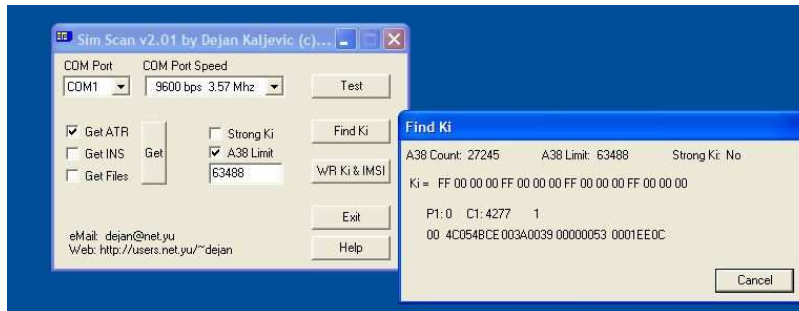 Sim Scan v2.01 by Dejan Kaljevic (c)...
COM Port COM Port Speed
COM1 9600 bps 3.57 Mhz Test
Get ATR Strong Ki Find Ki
Get INS Get A38 Limit
Get Files 63488 WR Ki & IMSI
Exit
eMail: dejan@net.yu
Web: http://users.net.yu/~dejan Help
Find Ki
A38 Count: 27245 A38 Limit: 63488 Strong Ki: No
Ki = FF 00 00 00 FF 00 00 00 FF 00 00 00 FF 00 00 00
P1: 0 C1: 4277 1
00 4C054BCE 003A0039 00000053 0001EE0C
Cancel